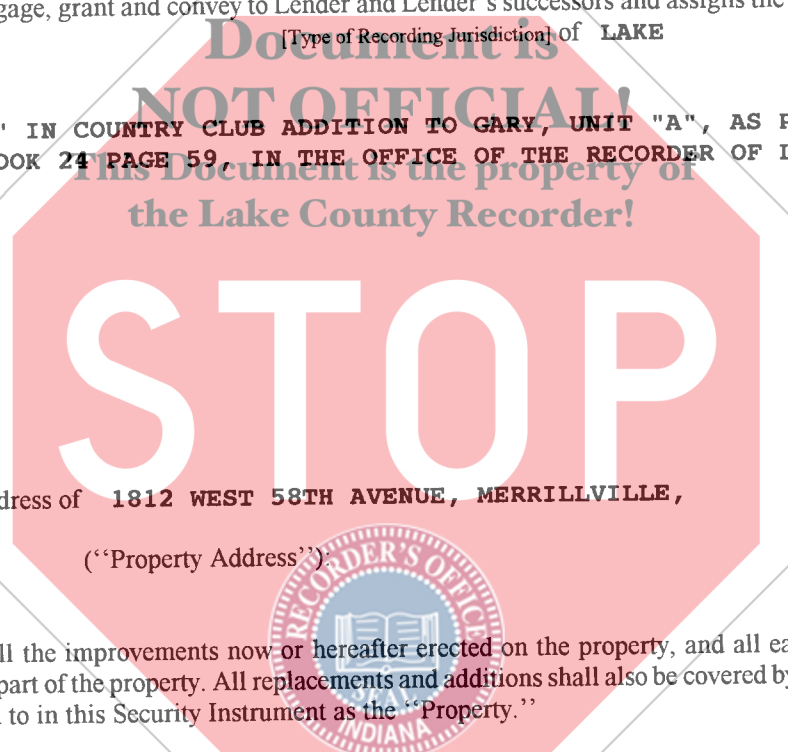 gage, grant and convey to Lender and Lender's successors and assigns the
Document is
[Type of Recording Jurisdiction] of LAKE
NOT OFFICIAL!
" IN COUNTRY CLUB ADDITION TO GARY, UNIT "A", AS
OOK 24 PAGE 59, IN THE OFFICE OF THE RECORDER OF
This Document is the property of
the Lake County Recorder!
STOP
dress of 1812 WEST 58TH AVENUE, MERRILLVILLE,
(‘‘Property Address’’):
RECORDER'S OFFICE
ll the improvements now or hereafter erected on the property, and all
part of the property. All replacements and additions shall also be covered by
SEAL
to in this Security Instrument as the ‘‘Property.’’
INDIANA